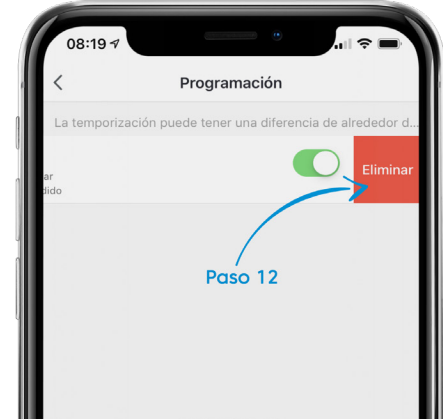 08:19
Programación
La temporización puede tener una diferencia de alrededor d...
Eliminar
ar
dido
Paso 12